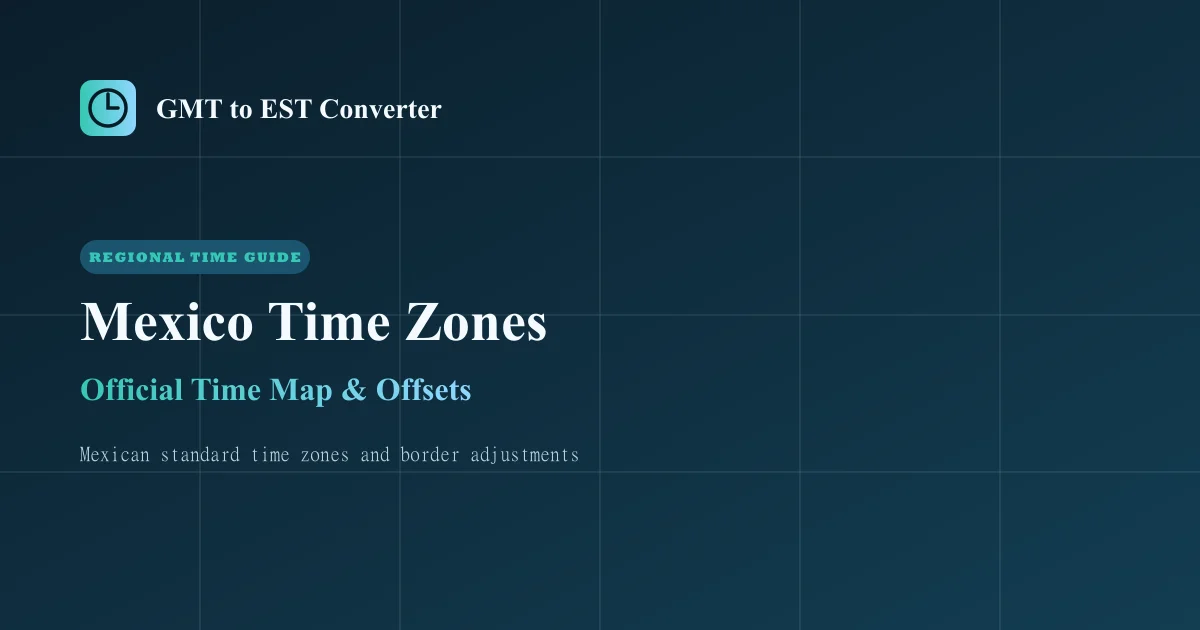 GMT to EST Converter
REGIONAL TIME GUIDE
Mexico Time Zones
Official Time Map & Offsets
Mexican standard time zones and border adjustments